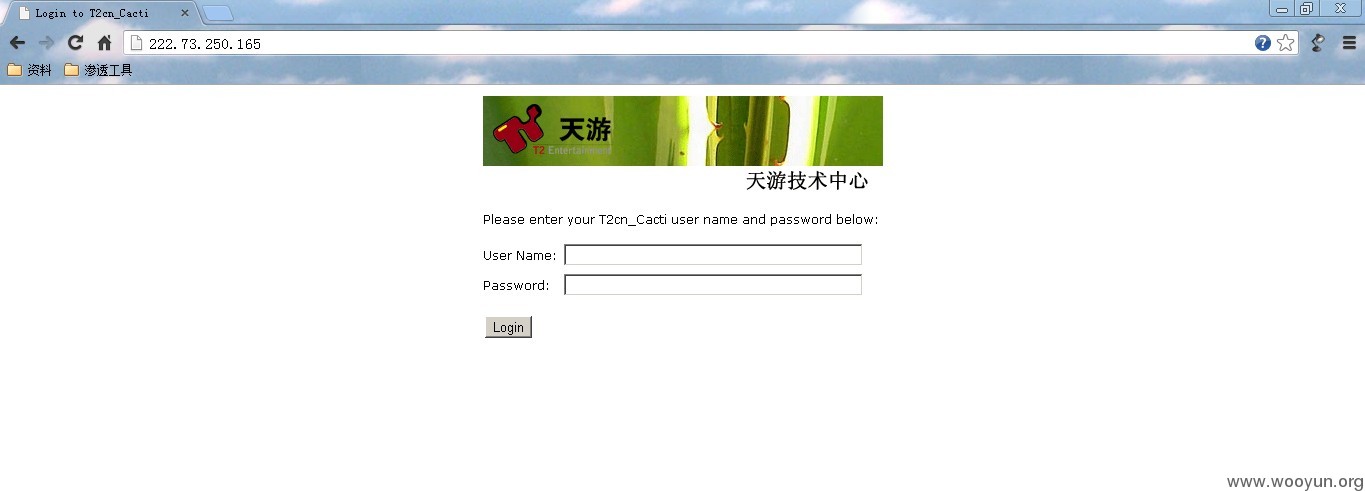 Login to T2cn_Cacti
222.73.250.165
资料 渗透工具
天游
T2 Entertainment
天游技术中心
Please enter your T2cn_Cacti user name and password below:
User Name:
Password:
Login
www.wooyun.org